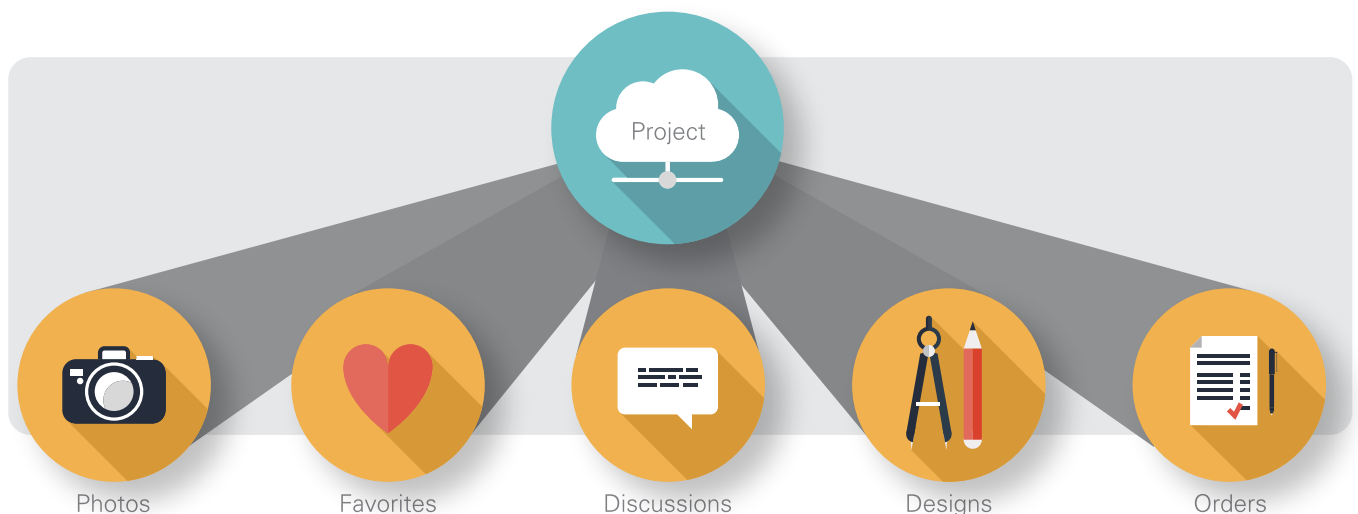 Project
Photos
Favorites
Discussions
Designs
Orders